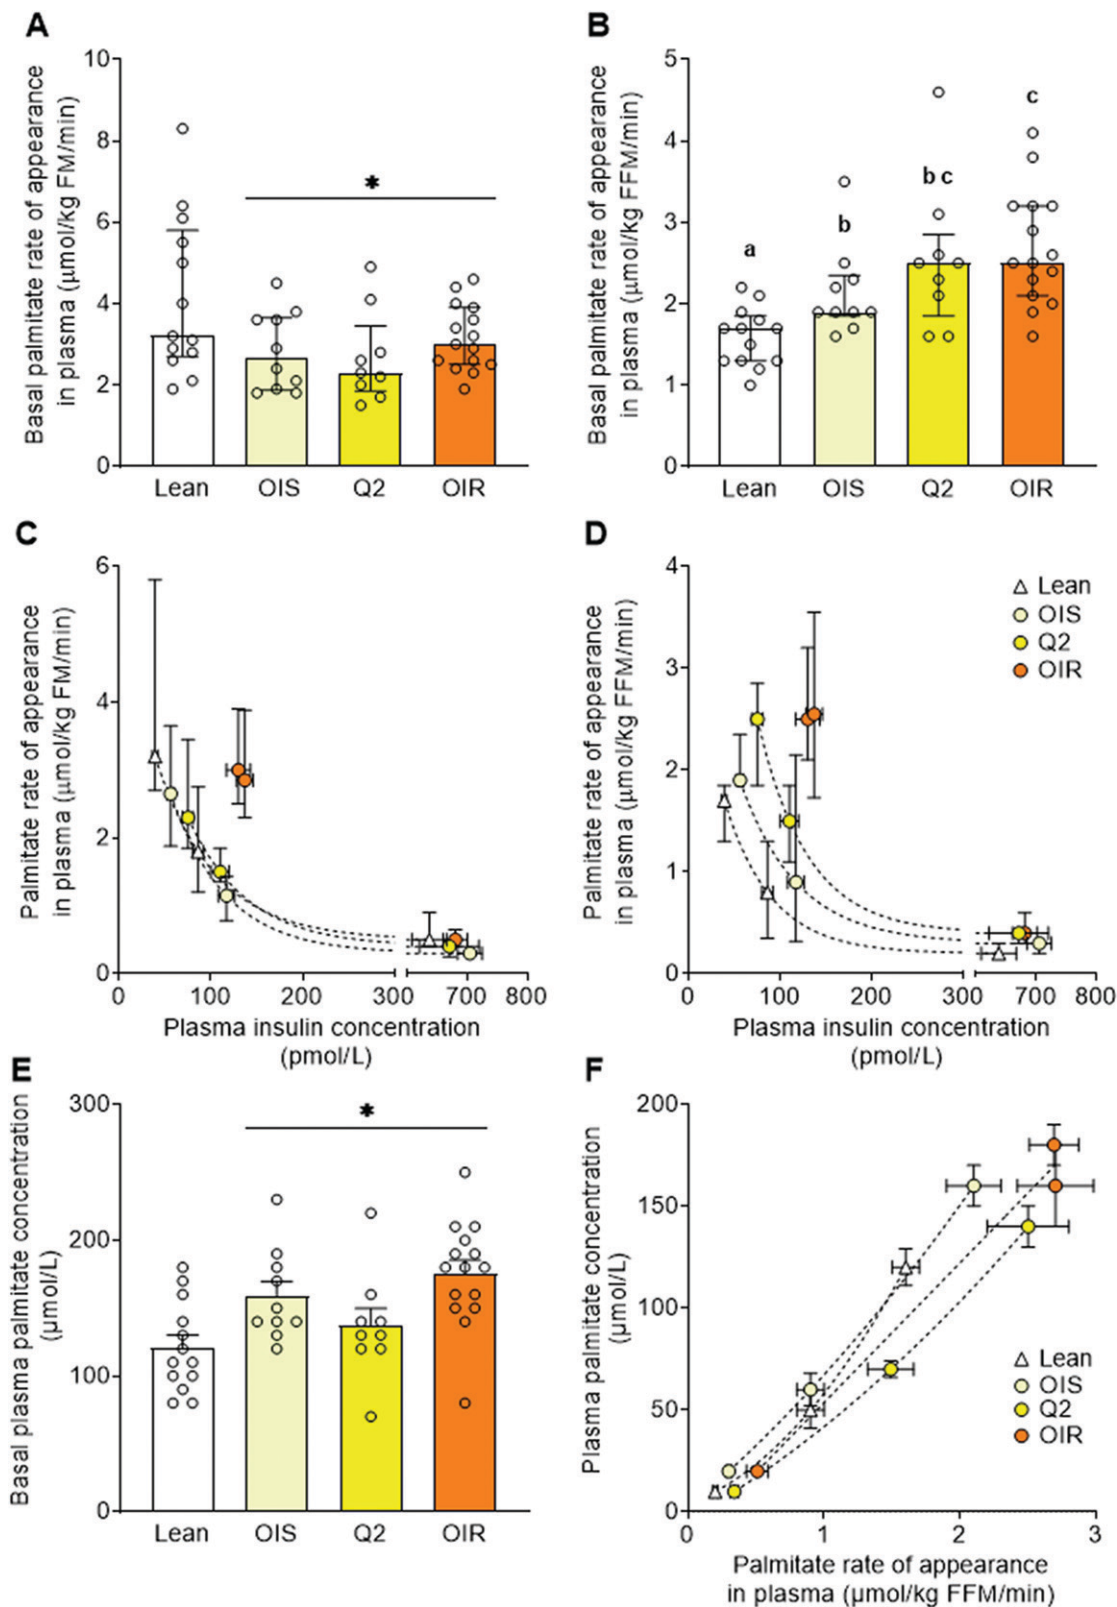 A
Basal palmitate rate of appearance
in plasma (μmol/kg FM/min)
10
8
6
4
2
0
*
Lean OIS Q2 OIR
B
Basal palmitate rate of appearance
in plasma (μmol/kg FFM/min)
5
4
3
2
1
0
a
b
b c
c
Lean OIS Q2 OIR
C
Palmitate rate of appearance
in plasma (μmol/kg FM/min)
6
4
2
0
0 100 200 300 700 800
Plasma insulin concentration
(pmol/L)
D
Palmitate rate of appearance
in plasma (μmol/kg FFM/min)
4
3
2
1
0
Lean
OIS
Q2
OIR
0 100 200 300 700 800
Plasma insulin concentration
(pmol/L)
E
Basal plasma palmitate concentration
(μmol/L)
300
200
100
0
*
Lean OIS Q2 OIR
F
Plasma palmitate concentration
(μmol/L)
200
150
100
50
0
Lean
OIS
Q2
OIR
0 1 2 3
Palmitate rate of appearance
in plasma (μmol/kg FFM/min)